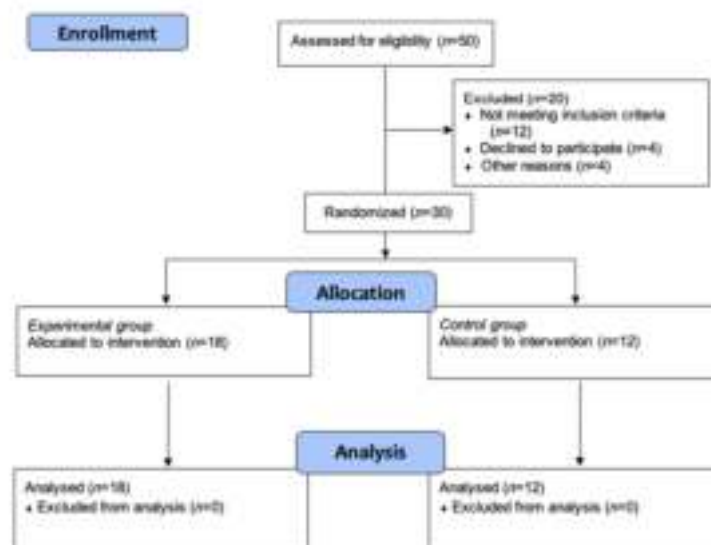 Enrollment
Assessed for eligibility (n=50)
Excluded (n=20)
+ Not meeting inclusion criteria
(n=12)
+ Declined to participate (n=4)
+ Other reasons (n=4)
Randomized (n=30)
Allocation
Experimental group
Allocated to intervention (n=18)
Control group
Allocated to intervention (n=12)
Analysis
Analysed (n=18)
+ Excluded from analysis (n=0)
Analysed (n=12)
+ Excluded from analysis (n=0)